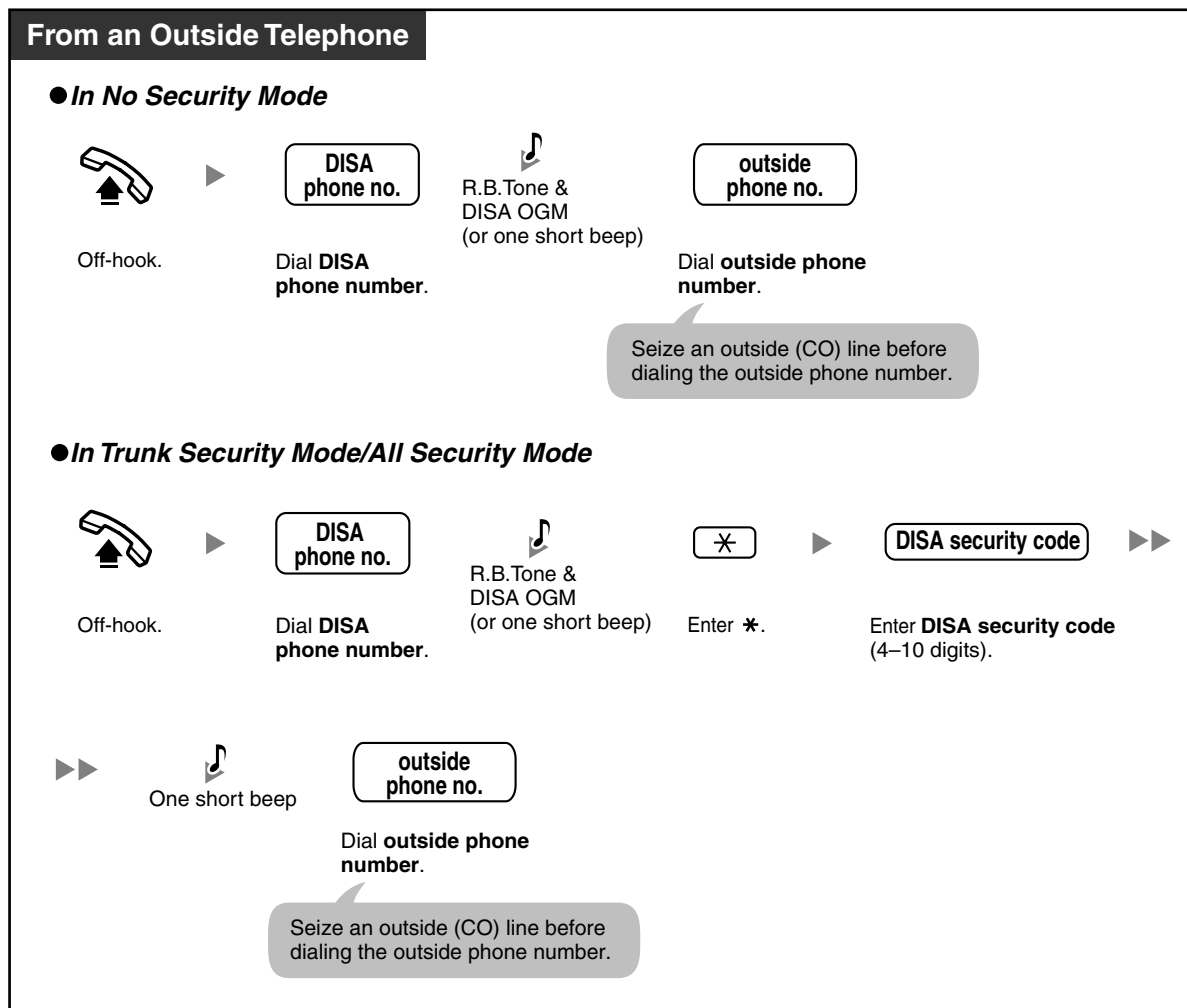 From an Outside Telephone
●In No Security Mode
DISA
phone no.
R.B.Tone &
DISA OGM
(or one short beep)
outside
phone no.
Off-hook.
Dial DISA
phone number.
Dial outside phone
number.
Seize an outside (CO) line before
dialing the outside phone number.
●In Trunk Security Mode/All Security Mode
DISA
phone no.
R.B.Tone &
DISA OGM
(or one short beep)
*
DISA security code
Off-hook.
Dial DISA
phone number.
Enter *.
Enter DISA security code
(4–10 digits).
One short beep
outside
phone no.
Dial outside phone
number.
Seize an outside (CO) line before
dialing the outside phone number.